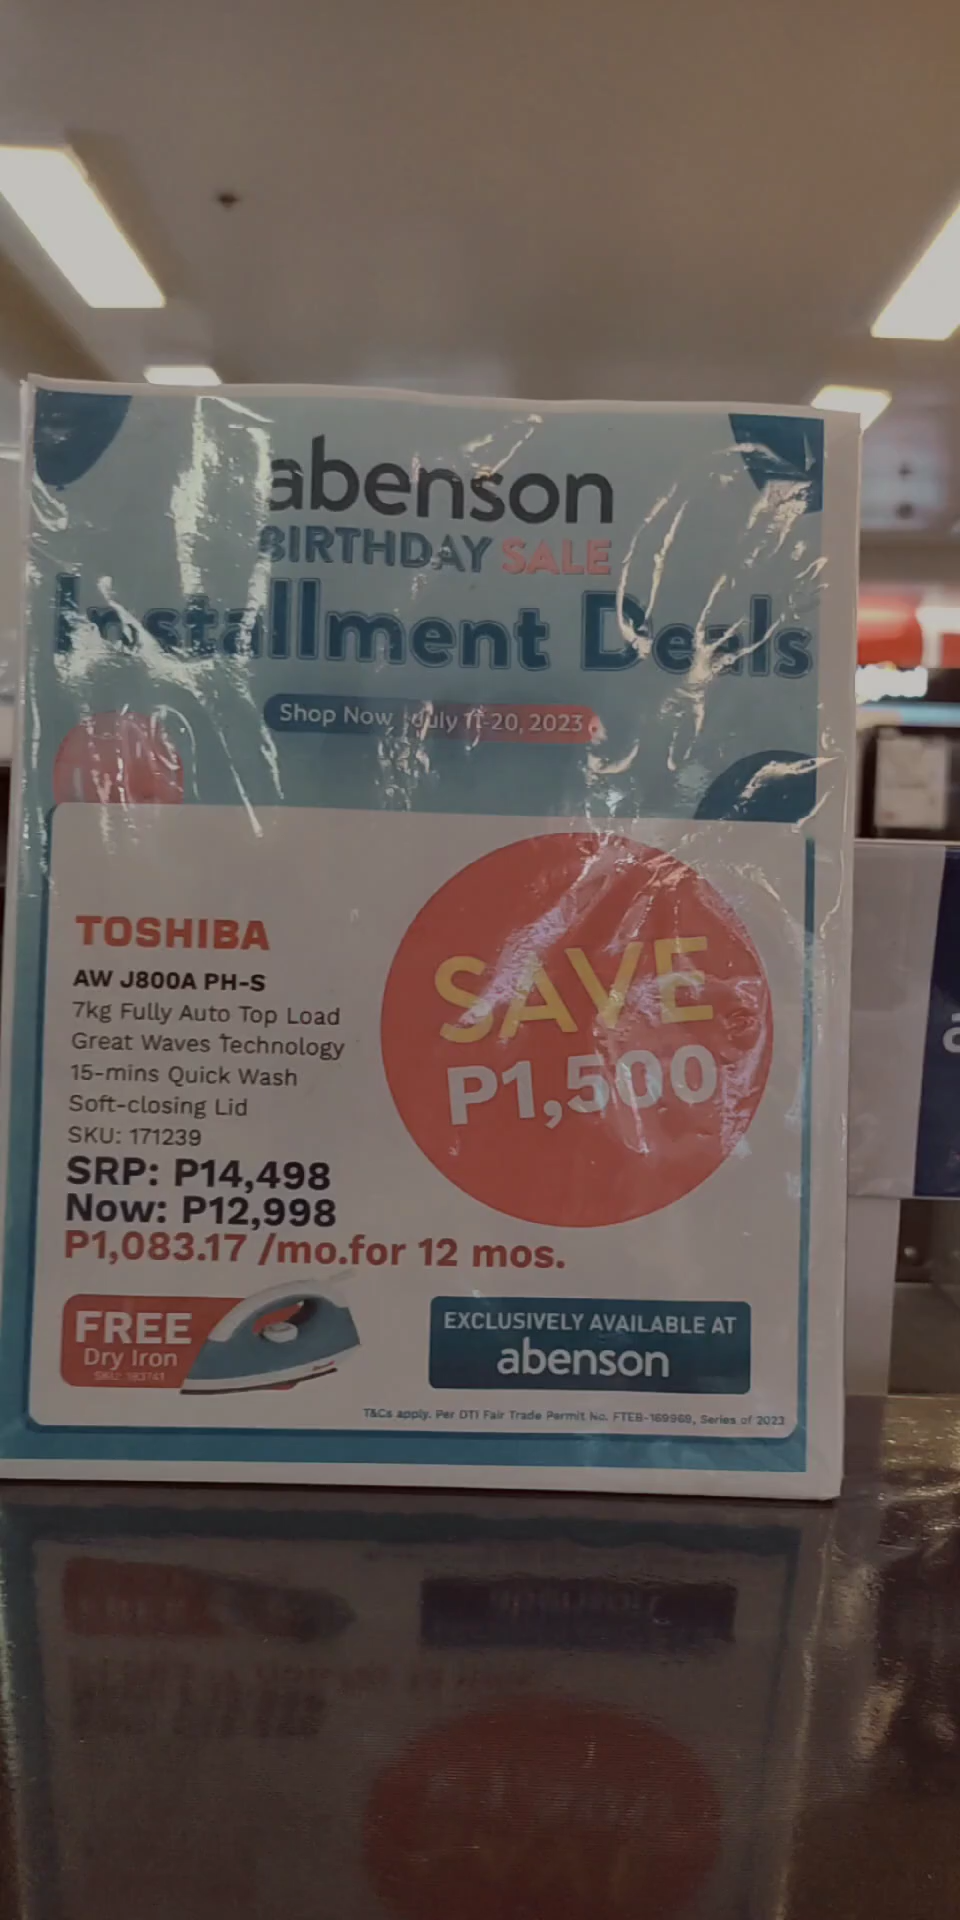 abenson
BIRTHDAY SALE
Installment Deals
Shop Now July 11-20, 2023
TOSHIBA
AW J800A PH-S
7kg Fully Auto Top Load
Great Waves Technology
15-mins Quick Wash
Soft-closing Lid
SKU: 171239
SRP: P14,498
Now: P12,998
P1,083.17 /mo.for 12 mos.
SAVE
P1,500
FREE
Dry Iron
SKU: 183741
EXCLUSIVELY AVAILABLE AT
abenson
T&Cs apply. Per DTI Fair Trade Permit No. FTEB-169969, Series of 2023